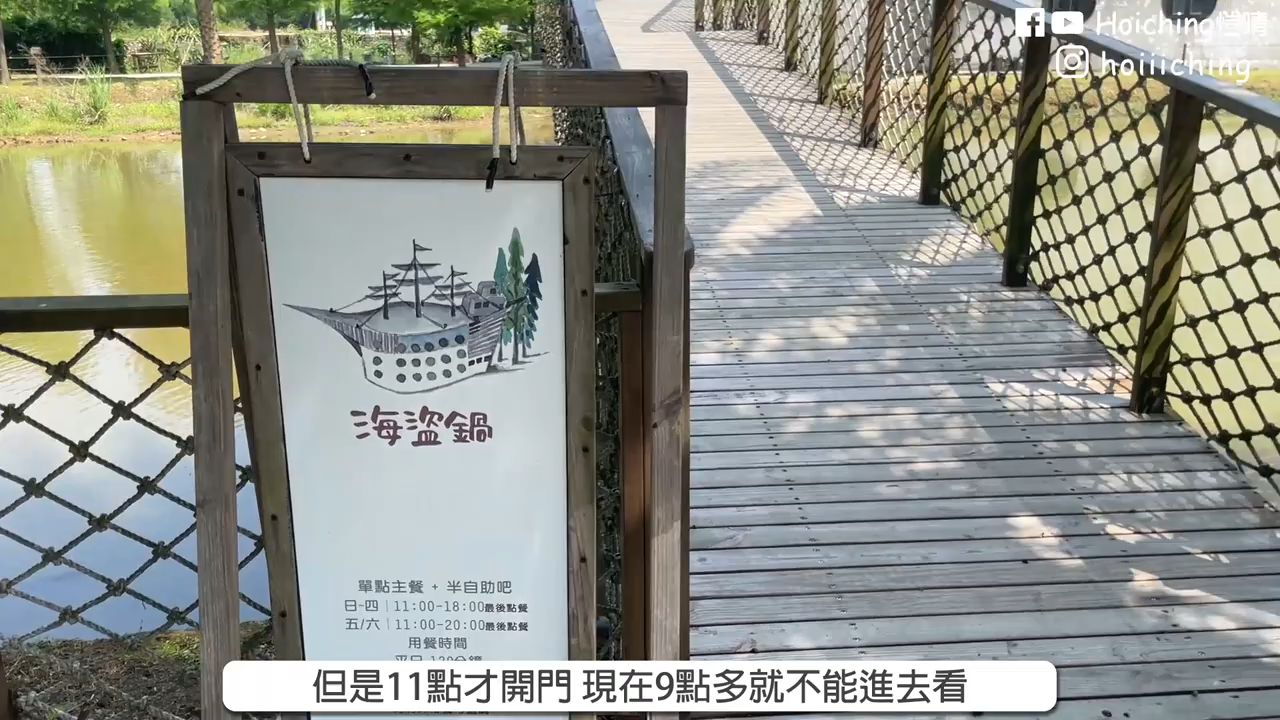 Hoiching愷晴
hoiiiching
海盜鍋
單點主餐 + 半自助吧
日-四|11:00-18:00最後點餐
五/六|11:00-20:00最後點餐
用餐時間
但是11點才開門 現在9點多就不能進去看